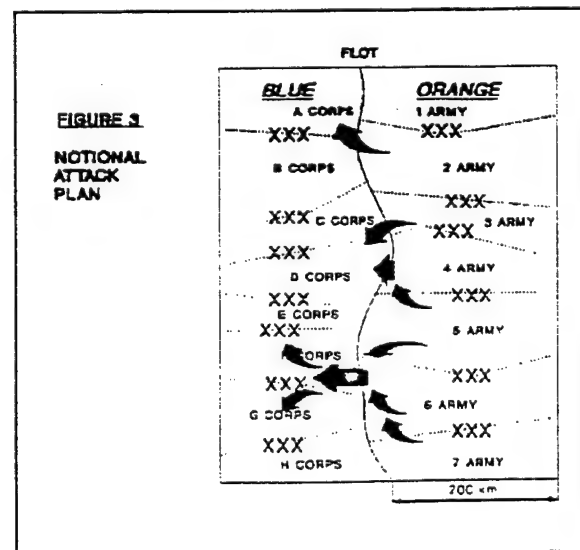 FLOT
BLUE
ORANGE
FIGURE 3
NOTIONAL
ATTACK
PLAN
A CORPS
1 ARMY
XXX
XXX
B CORPS
2 ARMY
XXX
XXX
C CORPS
3 ARMY
XXX
XXX
D CORPS
4 ARMY
XXX
XXX
E CORPS
XXX
5 ARMY
CORPS
XXX
XXX
G CORPS
6 ARMY
XXX
XXX
H CORPS
7 ARMY
200 km